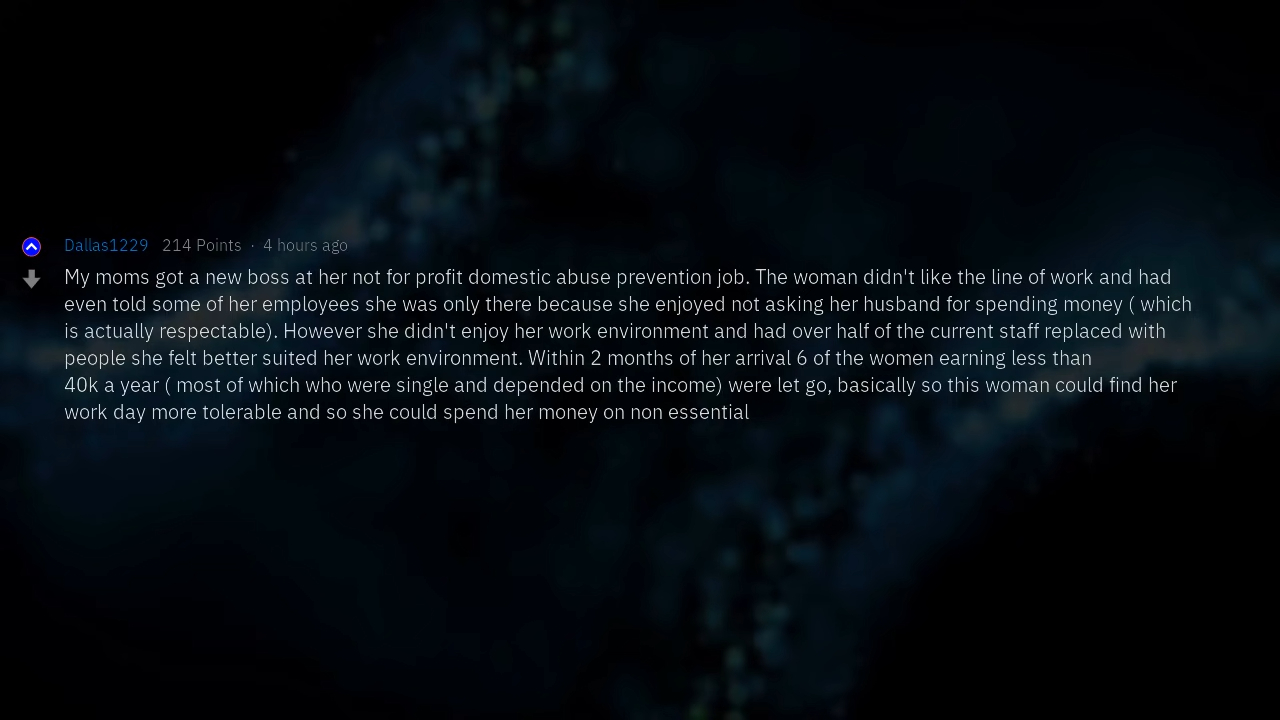 Dallas1229 214 Points · 4 hours ago
My moms got a new boss at her not for profit domestic abuse prevention job. The woman didn't like the line of work and had
even told some of her employees she was only there because she enjoyed not asking her husband for spending money ( which
is actually respectable). However she didn't enjoy her work environment and had over half of the current staff replaced with
people she felt better suited her work environment. Within 2 months of her arrival 6 of the women earning less than
40k a year ( most of which who were single and depended on the income) were let go, basically so this woman could find her
work day more tolerable and so she could spend her money on non essential